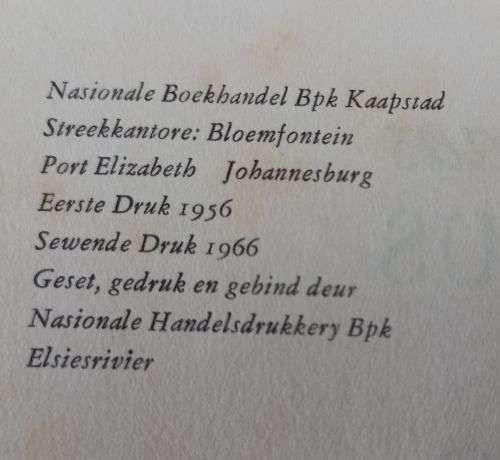 Nasionale Boekhandel Bpk Kaapstad
Streekkantore: Bloemfontein
Port Elizabeth Johannesburg
Eerste Druk 1956
Sewende Druk 1966
Geset, gedruk en gebind deur
Nasionale Handelsdrukkery Bpk
Elsiesrivier